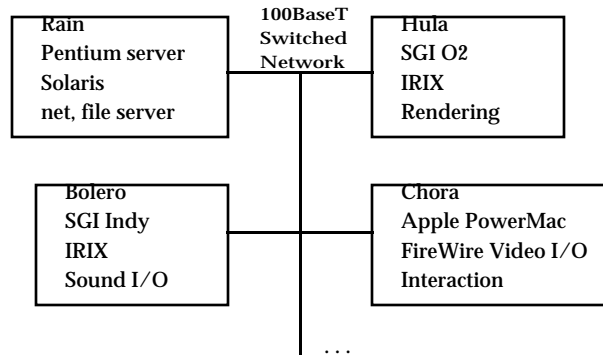 Rain
Pentium server
Solaris
net, file server
100BaseT
Switched
Network
Hula
SGI O2
IRIX
Rendering
Bolero
SGI Indy
IRIX
Sound I/O
Chora
Apple PowerMac
FireWire Video I/O
Interaction
...